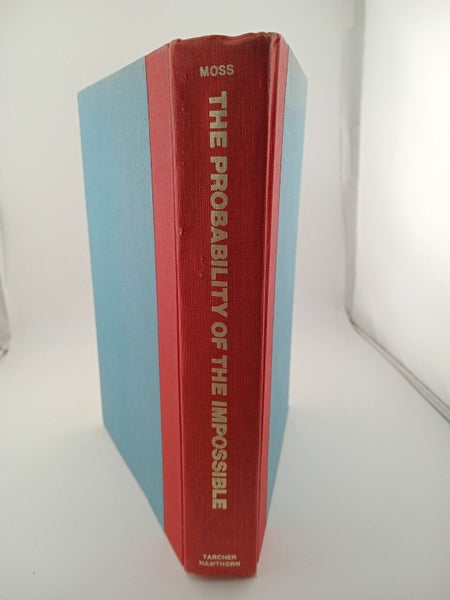 MOSS
THE PROBABILITY OF THE IMPOSSIBLE
TARCHER
HAWTHORN